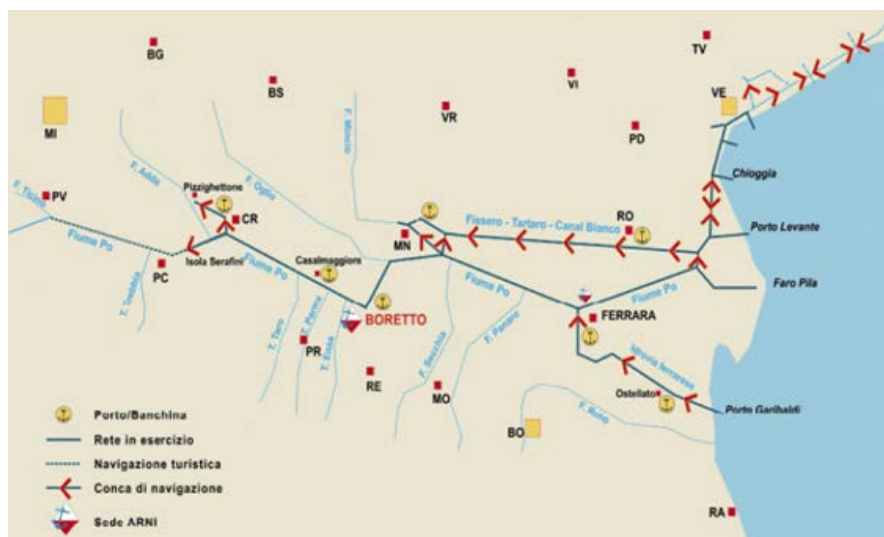 TV
BG
VI
BS
VE
VR
MI
PD
F. Mincio
Pizzighettone
F. Adda
F. Oglio
Chioggia
PV
F. Ticino
CR
RO
Fissero - Tartaro - Canal Bianco
Porto Levante
MN
Fiume Po
Isola Serafini
PC
Casalmaggiore
Fiume Po
Fiume Po
Fiume Po
Faro Pila
T. Trebbia
BORETTO
FERRARA
T. Taro
T. Parma
T. Enza
F. Secchia
F. Panaro
PR
Idrovia ferrarese
RE
MO
Ostellato
Porto Garibaldi
BO
F. Reno
RA
Porto/Banchina
Rete in esercizio
Navigazione turistica
Conca di navigazione
Sede ARNI